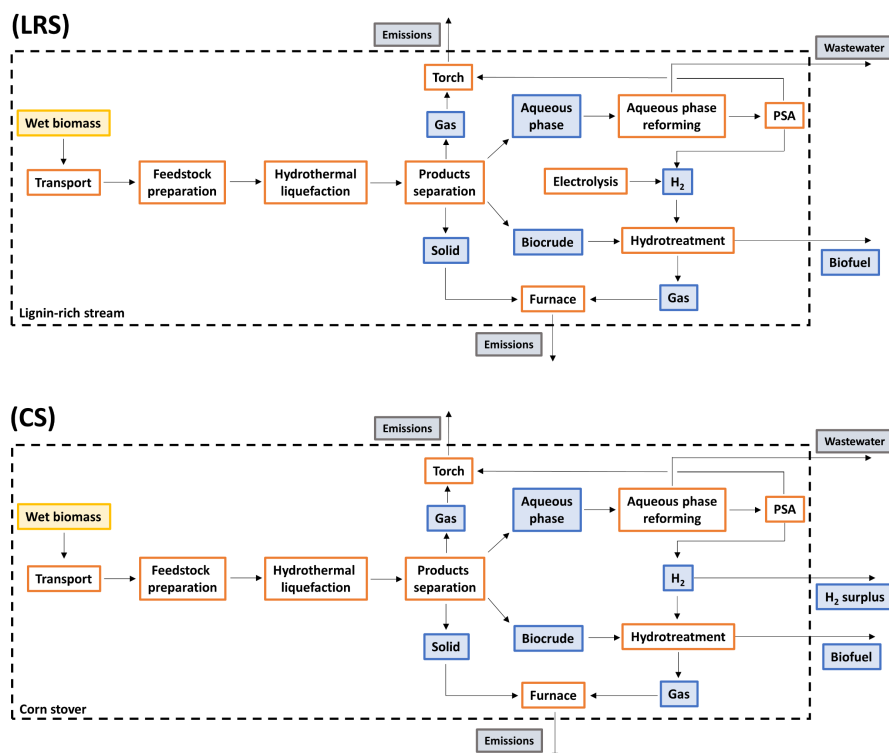 (LRS)
Emissions
Wastewater
Torch
Wet biomass
Gas
Aqueous
phase
Aqueous phase
reforming
PSA
Transport
Feedstock
preparation
Hydrothermal
liquefaction
Products
separation
Electrolysis
H2
Solid
Biocrude
Hydrotreatment
Biofuel
Furnace
Gas
Lignin-rich stream
Emissions
(CS)
Emissions
Wastewater
Torch
Wet biomass
Gas
Aqueous
phase
Aqueous phase
reforming
PSA
Transport
Feedstock
preparation
Hydrothermal
liquefaction
Products
separation
H2
H2 surplus
Solid
Biocrude
Hydrotreatment
Biofuel
Furnace
Gas
Corn stover
Emissions